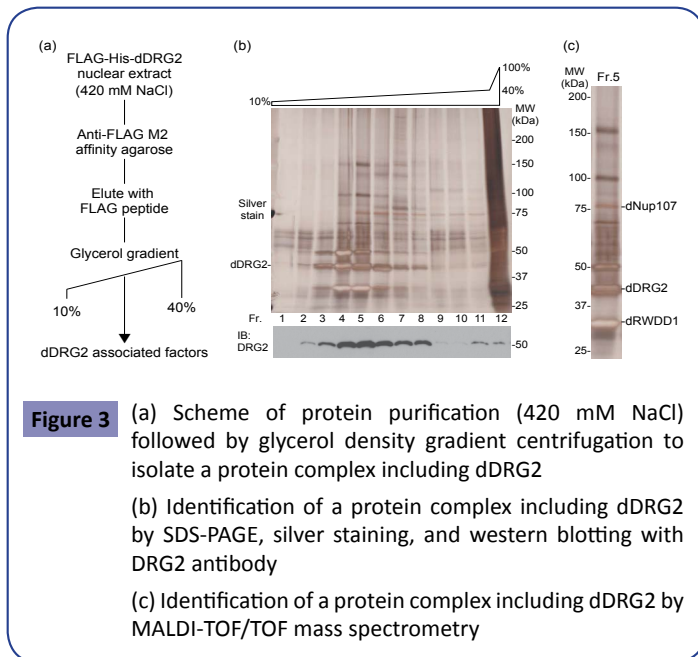 (a)
FLAG-His-dDRG2
nuclear extract
(420 mM NaCl)
Anti-FLAG M2
affinity agarose
Elute with
FLAG peptide
Glycerol gradient
10%
40%
dDRG2 associated factors
(b)
100%
40%
10%
MW
(kDa)
-200
-150
-100
Silver
stain
-75
-50
dDRG2-
-37
-25
Fr. 1 2 3 4 5 6 7 8 9 10 11 12
IB:
DRG2
-50
(c)
MW
(kDa)
Fr.5
200-
150-
100-
75-
-dNup107
50-
-dDRG2
37-
-dRWDD1
25-
Figure 3
(a) Scheme of protein purification (420 mM NaCl)
followed by glycerol density gradient centrifugation to
isolate a protein complex including dDRG2
(b) Identification of a protein complex including dDRG2
by SDS-PAGE, silver staining, and western blotting with
DRG2 antibody
(c) Identification of a protein complex including dDRG2 by
MALDI-TOF/TOF mass spectrometry